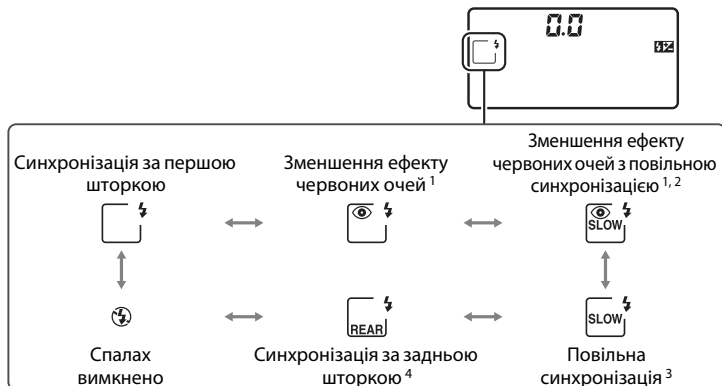 0.0
Синхронізація за першою
шторкою
Зменшення ефекту
червоних очей 1
Зменшення ефекту
червоних очей з повільною
синхронізацією 1, 2
SLOW
REAR
SLOW
Спалах
вимкнено
Синхронізація за задньою
шторкою 4
Повільна
синхронізація 3